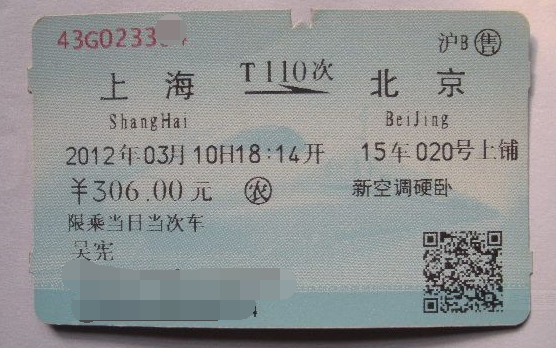 43G0233
沪B 售
上海 T110次 北京
ShangHai BeiJing
2012年03月10日18:14开 15车020号上铺
￥306.00元 农 新空调硬卧
限乘当日当次车
吴宪